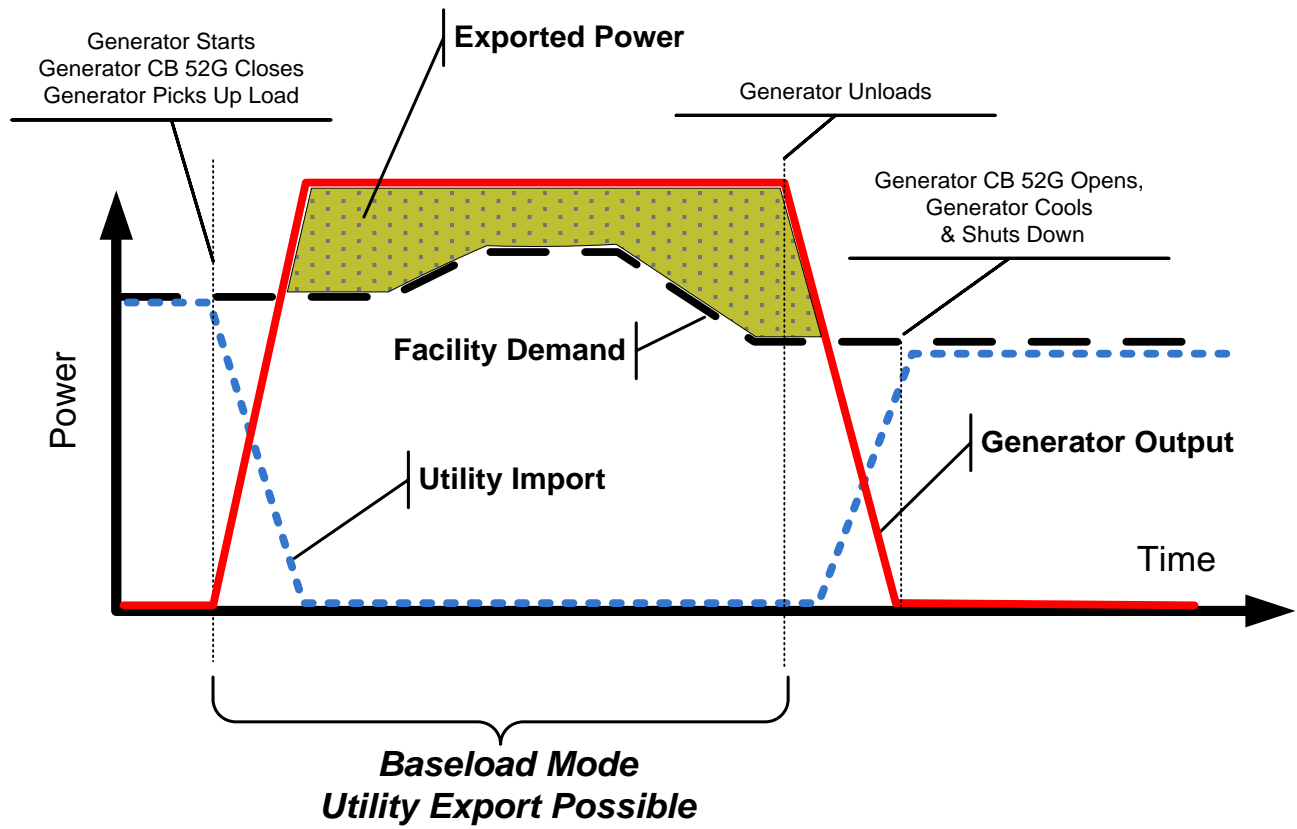 Generator Starts
Generator CB 52G Closes
Generator Picks Up Load
Exported Power
Generator Unloads
Generator CB 52G Opens,
Generator Cools
& Shuts Down
Facility Demand
Power
Utility Import
Generator Output
Time
Baseload Mode
Utility Export Possible